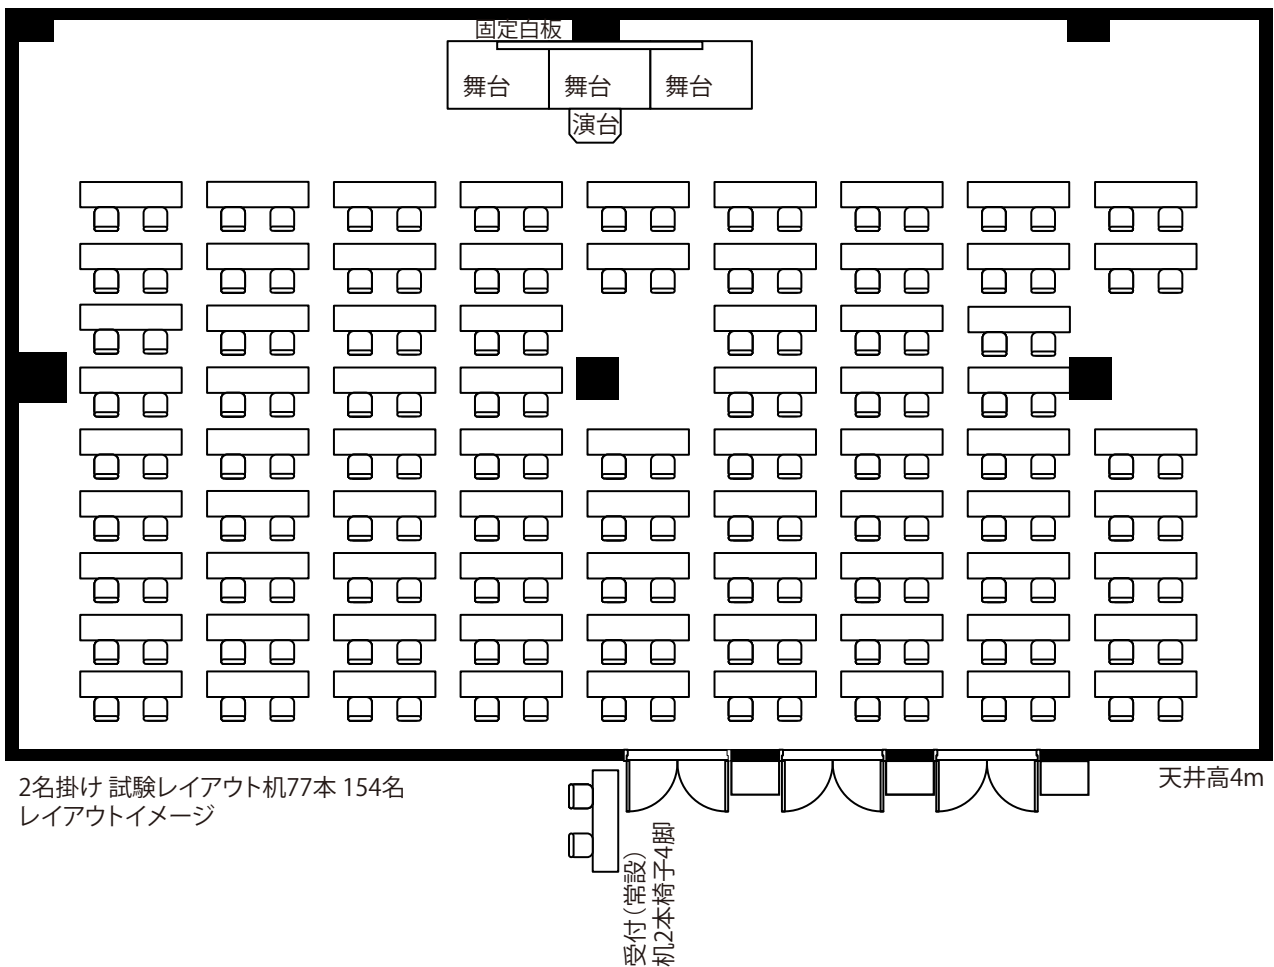 固定白板
舞台 舞台 舞台
演台
2名掛け 試験レイアウト机77本 154名
レイアウトイメージ
天井高4m
受付(常設)
机2本椅子4脚